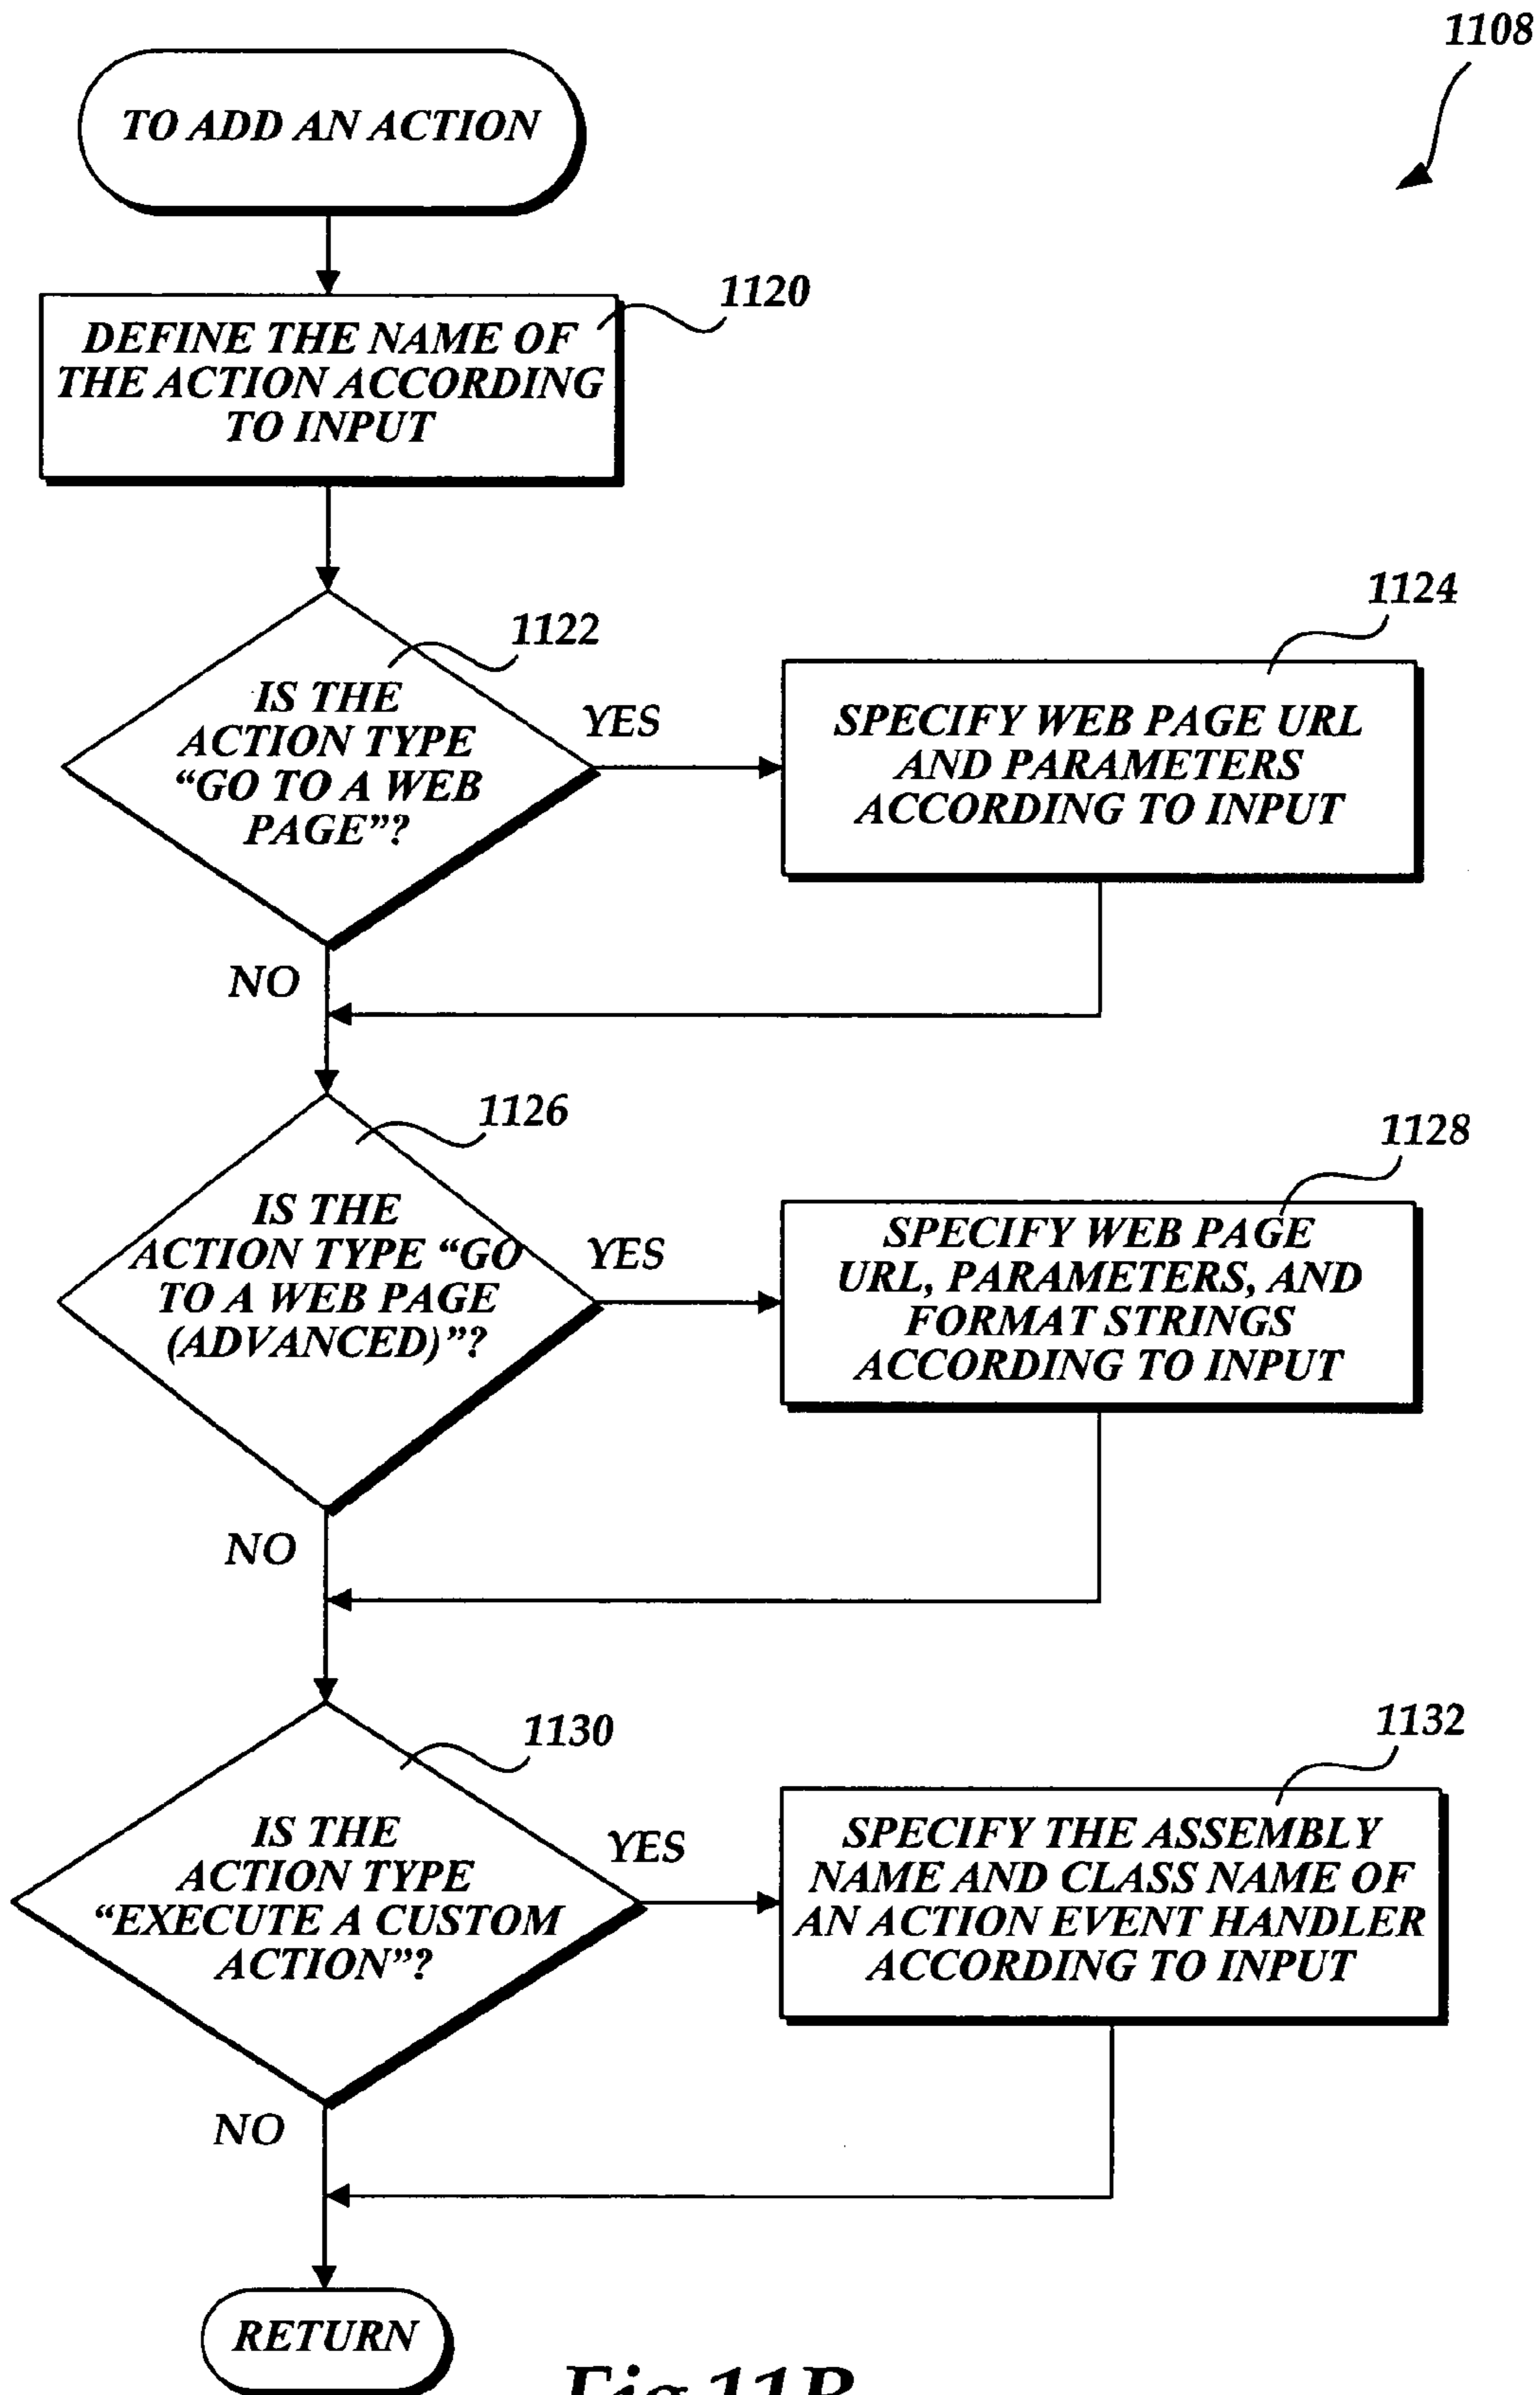 1108
TO ADD AN ACTION
1120
DEFINE THE NAME OF
THE ACTION ACCORDING
TO INPUT
1122
IS THE
ACTION TYPE
“GO TO A WEB
PAGE”?
YES
NO
1124
SPECIFY WEB PAGE URL
AND PARAMETERS
ACCORDING TO INPUT
1126
IS THE
ACTION TYPE “GO
TO A WEB PAGE
(ADVANCED)”?
YES
NO
1128
SPECIFY WEB PAGE
URL, PARAMETERS, AND
FORMAT STRINGS
ACCORDING TO INPUT
1130
IS THE
ACTION TYPE
“EXECUTE A CUSTOM
ACTION”?
YES
NO
1132
SPECIFY THE ASSEMBLY
NAME AND CLASS NAME OF
AN ACTION EVENT HANDLER
ACCORDING TO INPUT
RETURN
Fig.11B